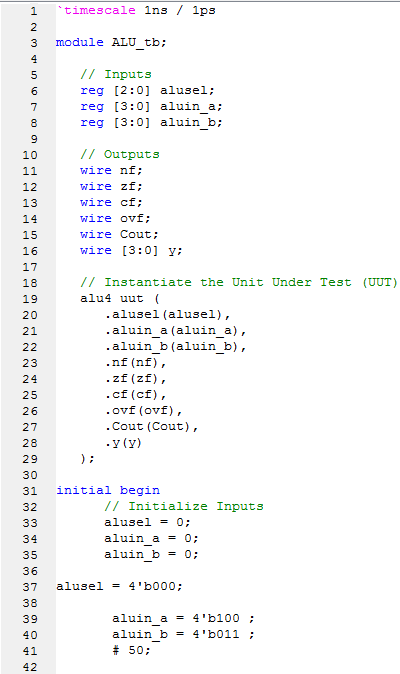 1 `timescale 1ns / 1ps
2
3 module ALU_tb;
4
5 // Inputs
6 reg [2:0] alusel;
7 reg [3:0] aluin_a;
8 reg [3:0] aluin_b;
9
10 // Outputs
11 wire nf;
12 wire zf;
13 wire cf;
14 wire ovf;
15 wire Cout;
16 wire [3:0] y;
17
18 // Instantiate the Unit Under Test (UUT)
19 alu4 uut (
20 .alusel(alusel),
21 .aluin_a(aluin_a),
22 .aluin_b(aluin_b),
23 .nf(nf),
24 .zf(zf),
25 .cf(cf),
26 .ovf(ovf),
27 .Cout(Cout),
28 .y(y)
29 );
30
31 initial begin
32 // Initialize Inputs
33 alusel = 0;
34 aluin_a = 0;
35 aluin_b = 0;
36
37 alusel = 4'b000;
38
39 aluin_a = 4'b100 ;
40 aluin_b = 4'b011 ;
41 # 50;
42